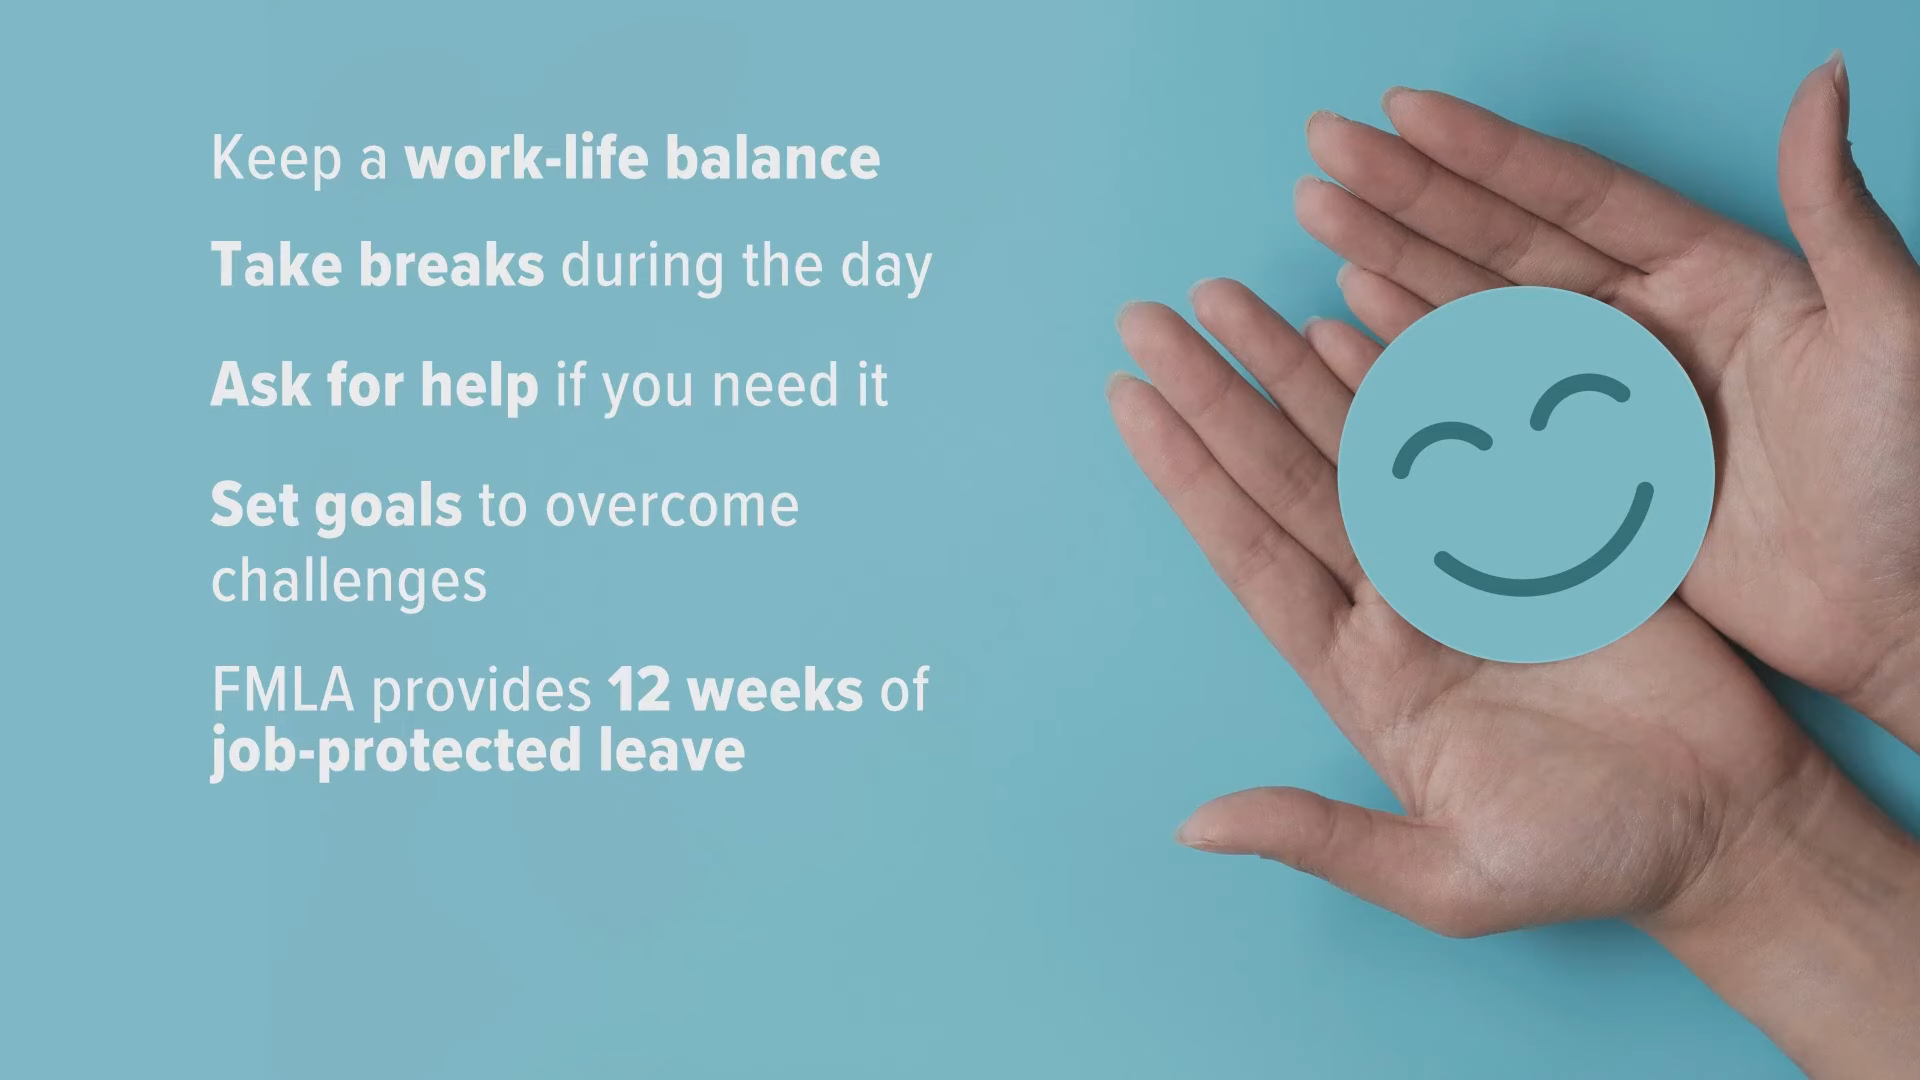 Keep a work-life balance
Take breaks during the day
Ask for help if you need it
Set goals to overcome
challenges
FMLA provides 12 weeks of
job-protected leave